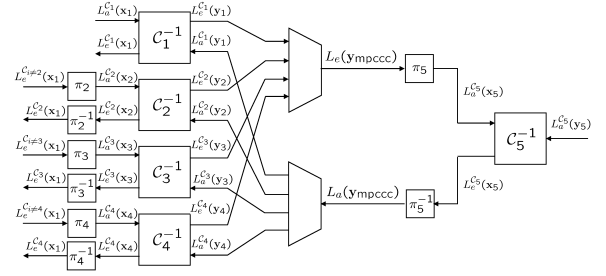 L_a^{C_1}(x_1) C_1^{-1} L_e^{C_1}(y_1)
L_e^{C_1}(x_1) L_a^{C_1}(y_1)
L_e^{C_{i≠2}}(x_1) π_2 L_a^{C_2}(x_2) C_2^{-1} L_e^{C_2}(y_2)
L_e^{C_2}(x_1) π_2^{-1} L_e^{C_2}(x_2) L_a^{C_2}(y_2)
L_e^{C_{i≠3}}(x_1) π_3 L_a^{C_3}(x_3) C_3^{-1} L_e^{C_3}(y_3)
L_e^{C_3}(x_1) π_3^{-1} L_e^{C_3}(x_3) L_a^{C_3}(y_3)
L_e^{C_{i≠4}}(x_1) π_4 L_a^{C_4}(x_4) C_4^{-1} L_e^{C_4}(y_4)
L_e^{C_4}(x_1) π_4^{-1} L_e^{C_4}(x_4) L_a^{C_4}(y_4)
L_e(y_mpccc) π_5 L_a^{C_5}(x_5)
C_5^{-1} L_a^{C_5}(y_5)
L_a(y_mpccc) π_5^{-1} L_e^{C_5}(x_5)